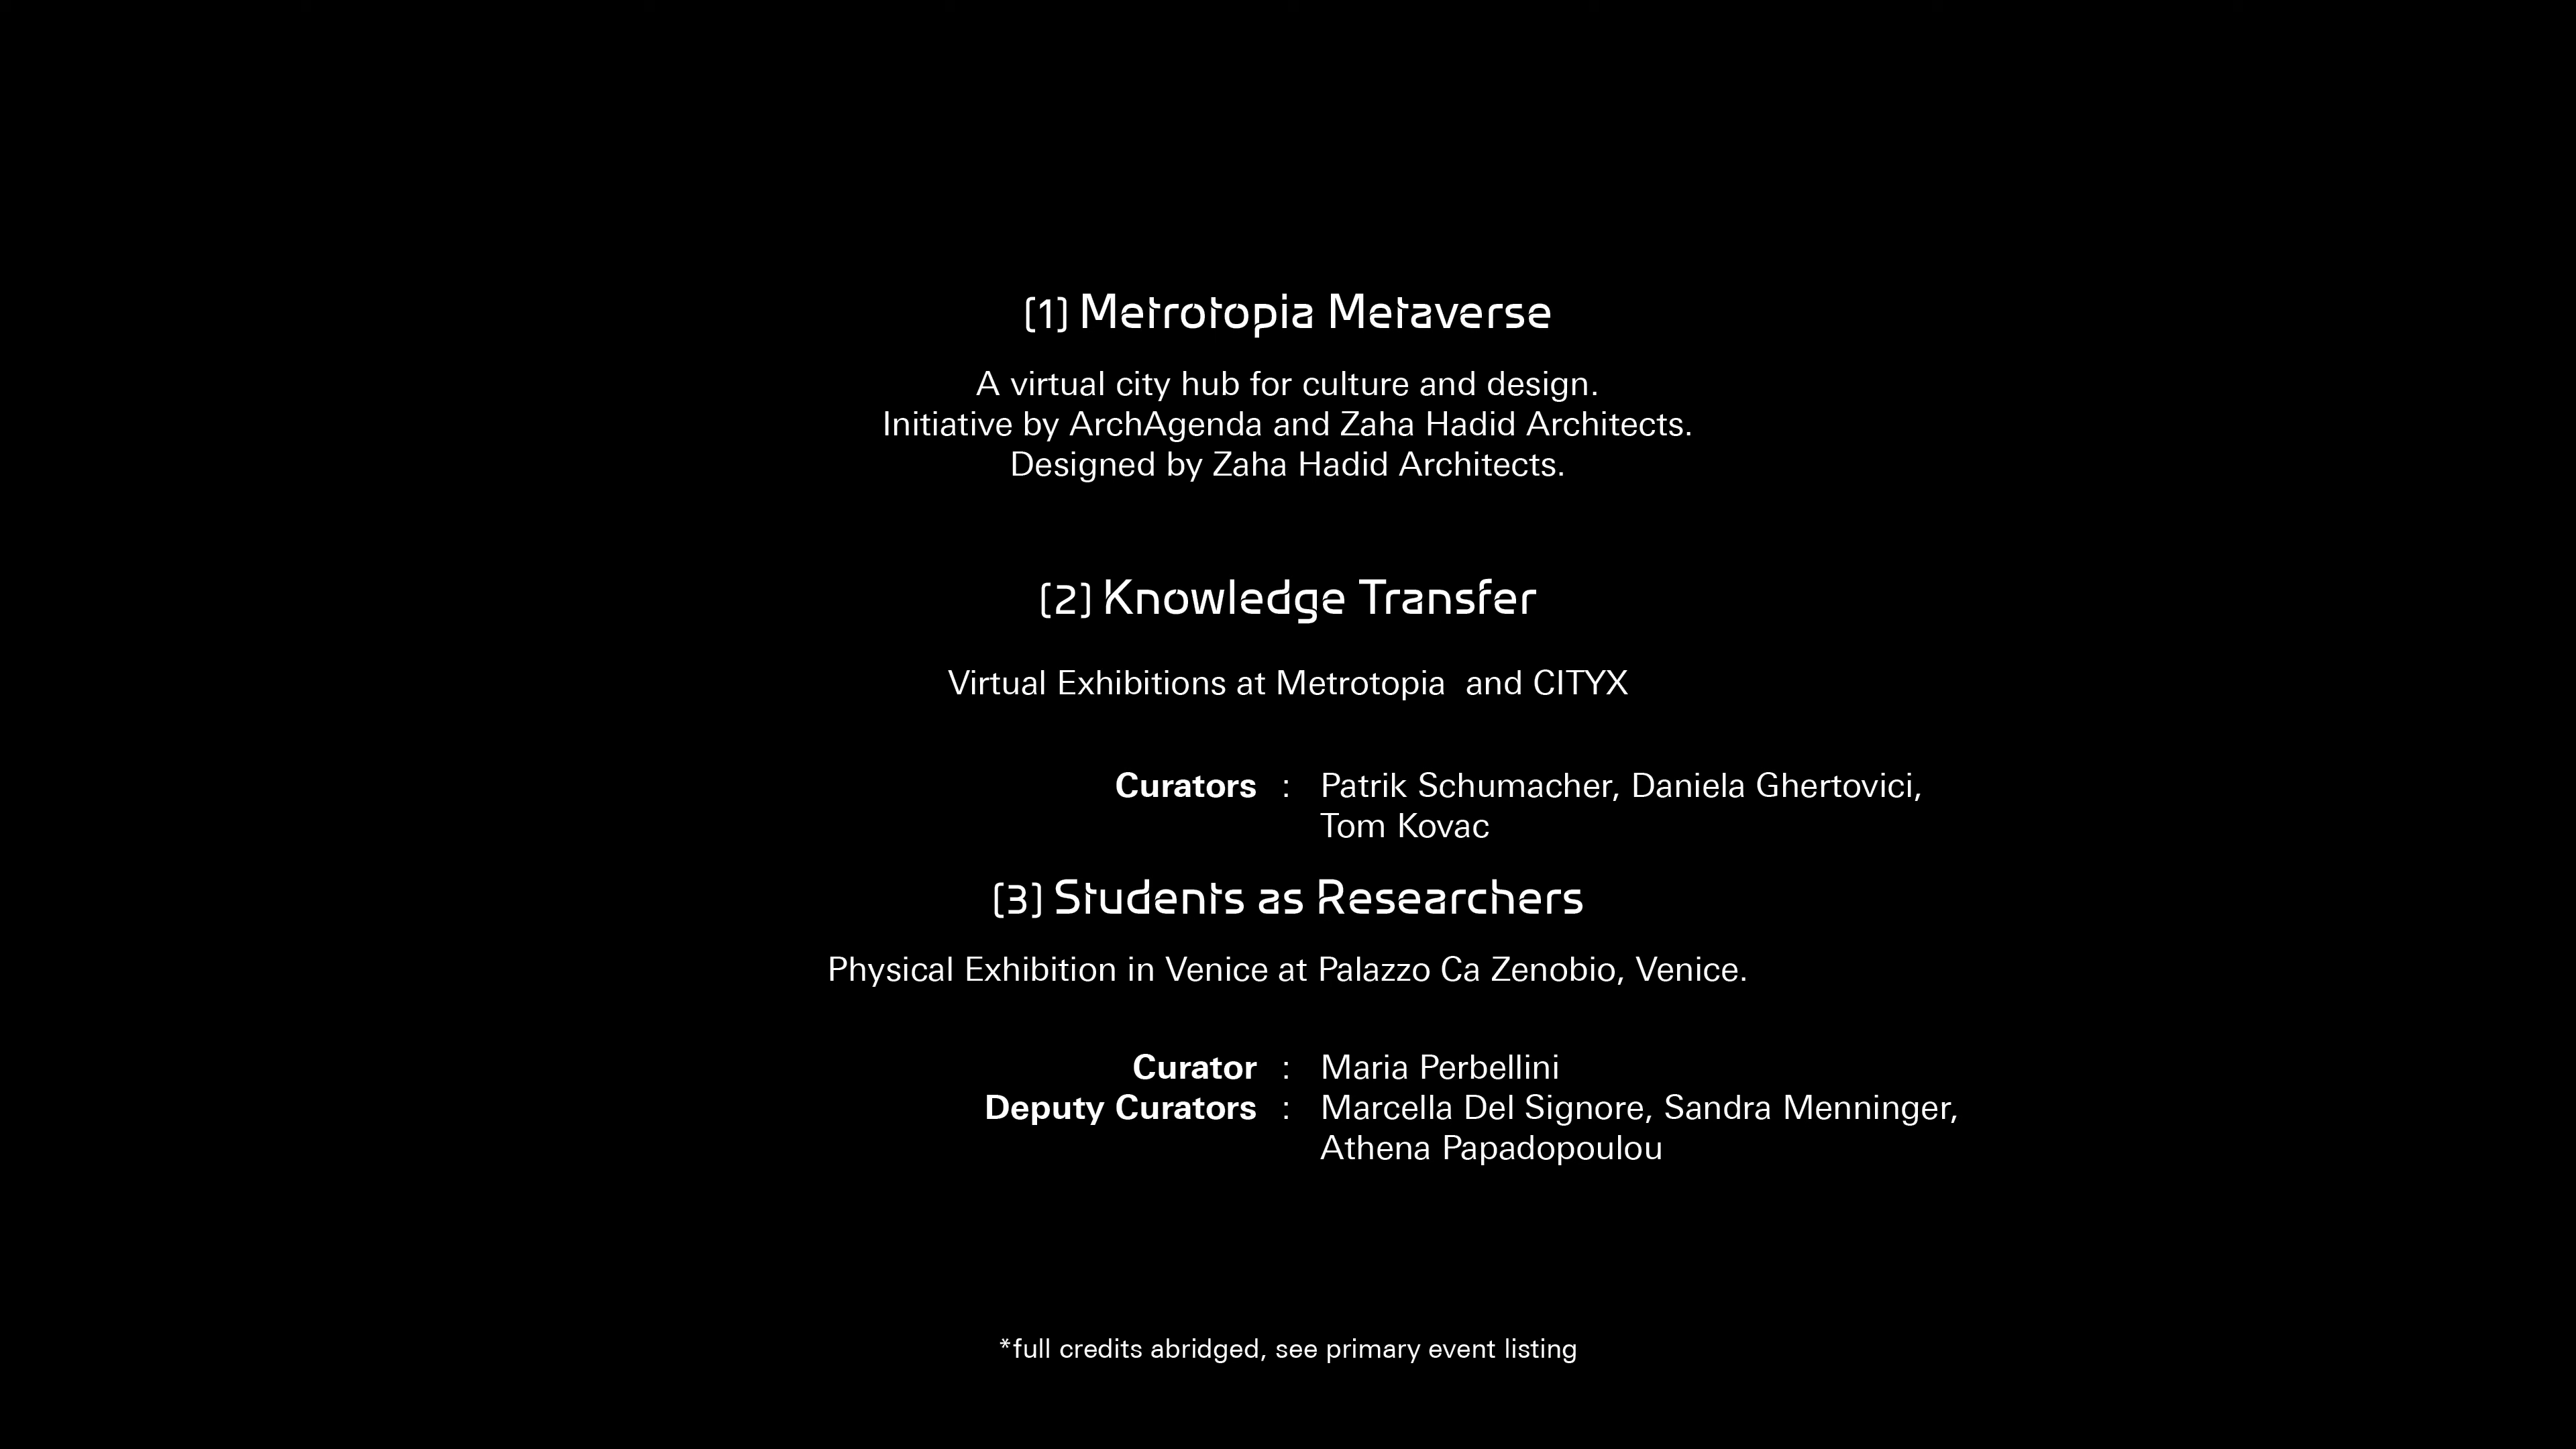 (1) Metrotopia Metaverse
A virtual city hub for culture and design.
Initiative by ArchAgenda and Zaha Hadid Architects.
Designed by Zaha Hadid Architects.
(2) Knowledge Transfer
Virtual Exhibitions at Metrotopia  and CITYX
Curators : Patrik Schumacher, Daniela Ghertovici,
Tom Kovac
(3) Students as Researchers
Physical Exhibition in Venice at Palazzo Ca Zenobio, Venice.
Curator : Maria Perbellini
Deputy Curators : Marcella Del Signore, Sandra Menninger,
Athena Papadopoulou
*full credits abridged, see primary event listing